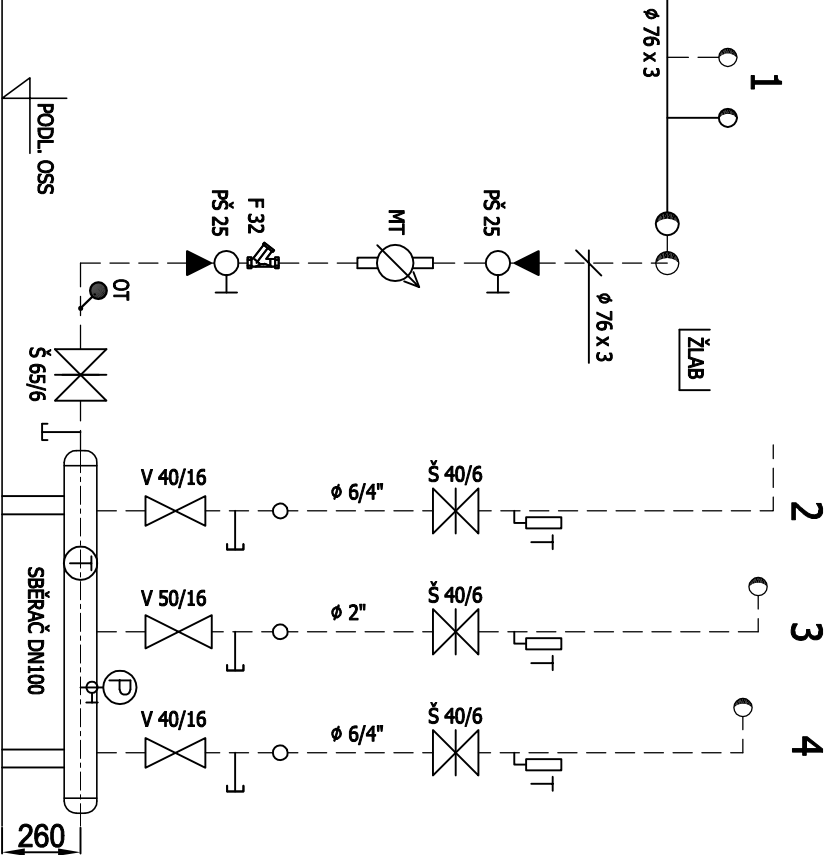 ø 76 x 3
1
PODL. OSS
PŠ 25
F 32
MT
PŠ 25
ø 76 x 3
ŽLAB
OT
Š 65/6
V 40/16
ø 6/4"
Š 40/6
2
T
SBĚRAČ DN100
V 50/16
ø 2"
Š 40/6
3
P
V 40/16
ø 6/4"
Š 40/6
4
260